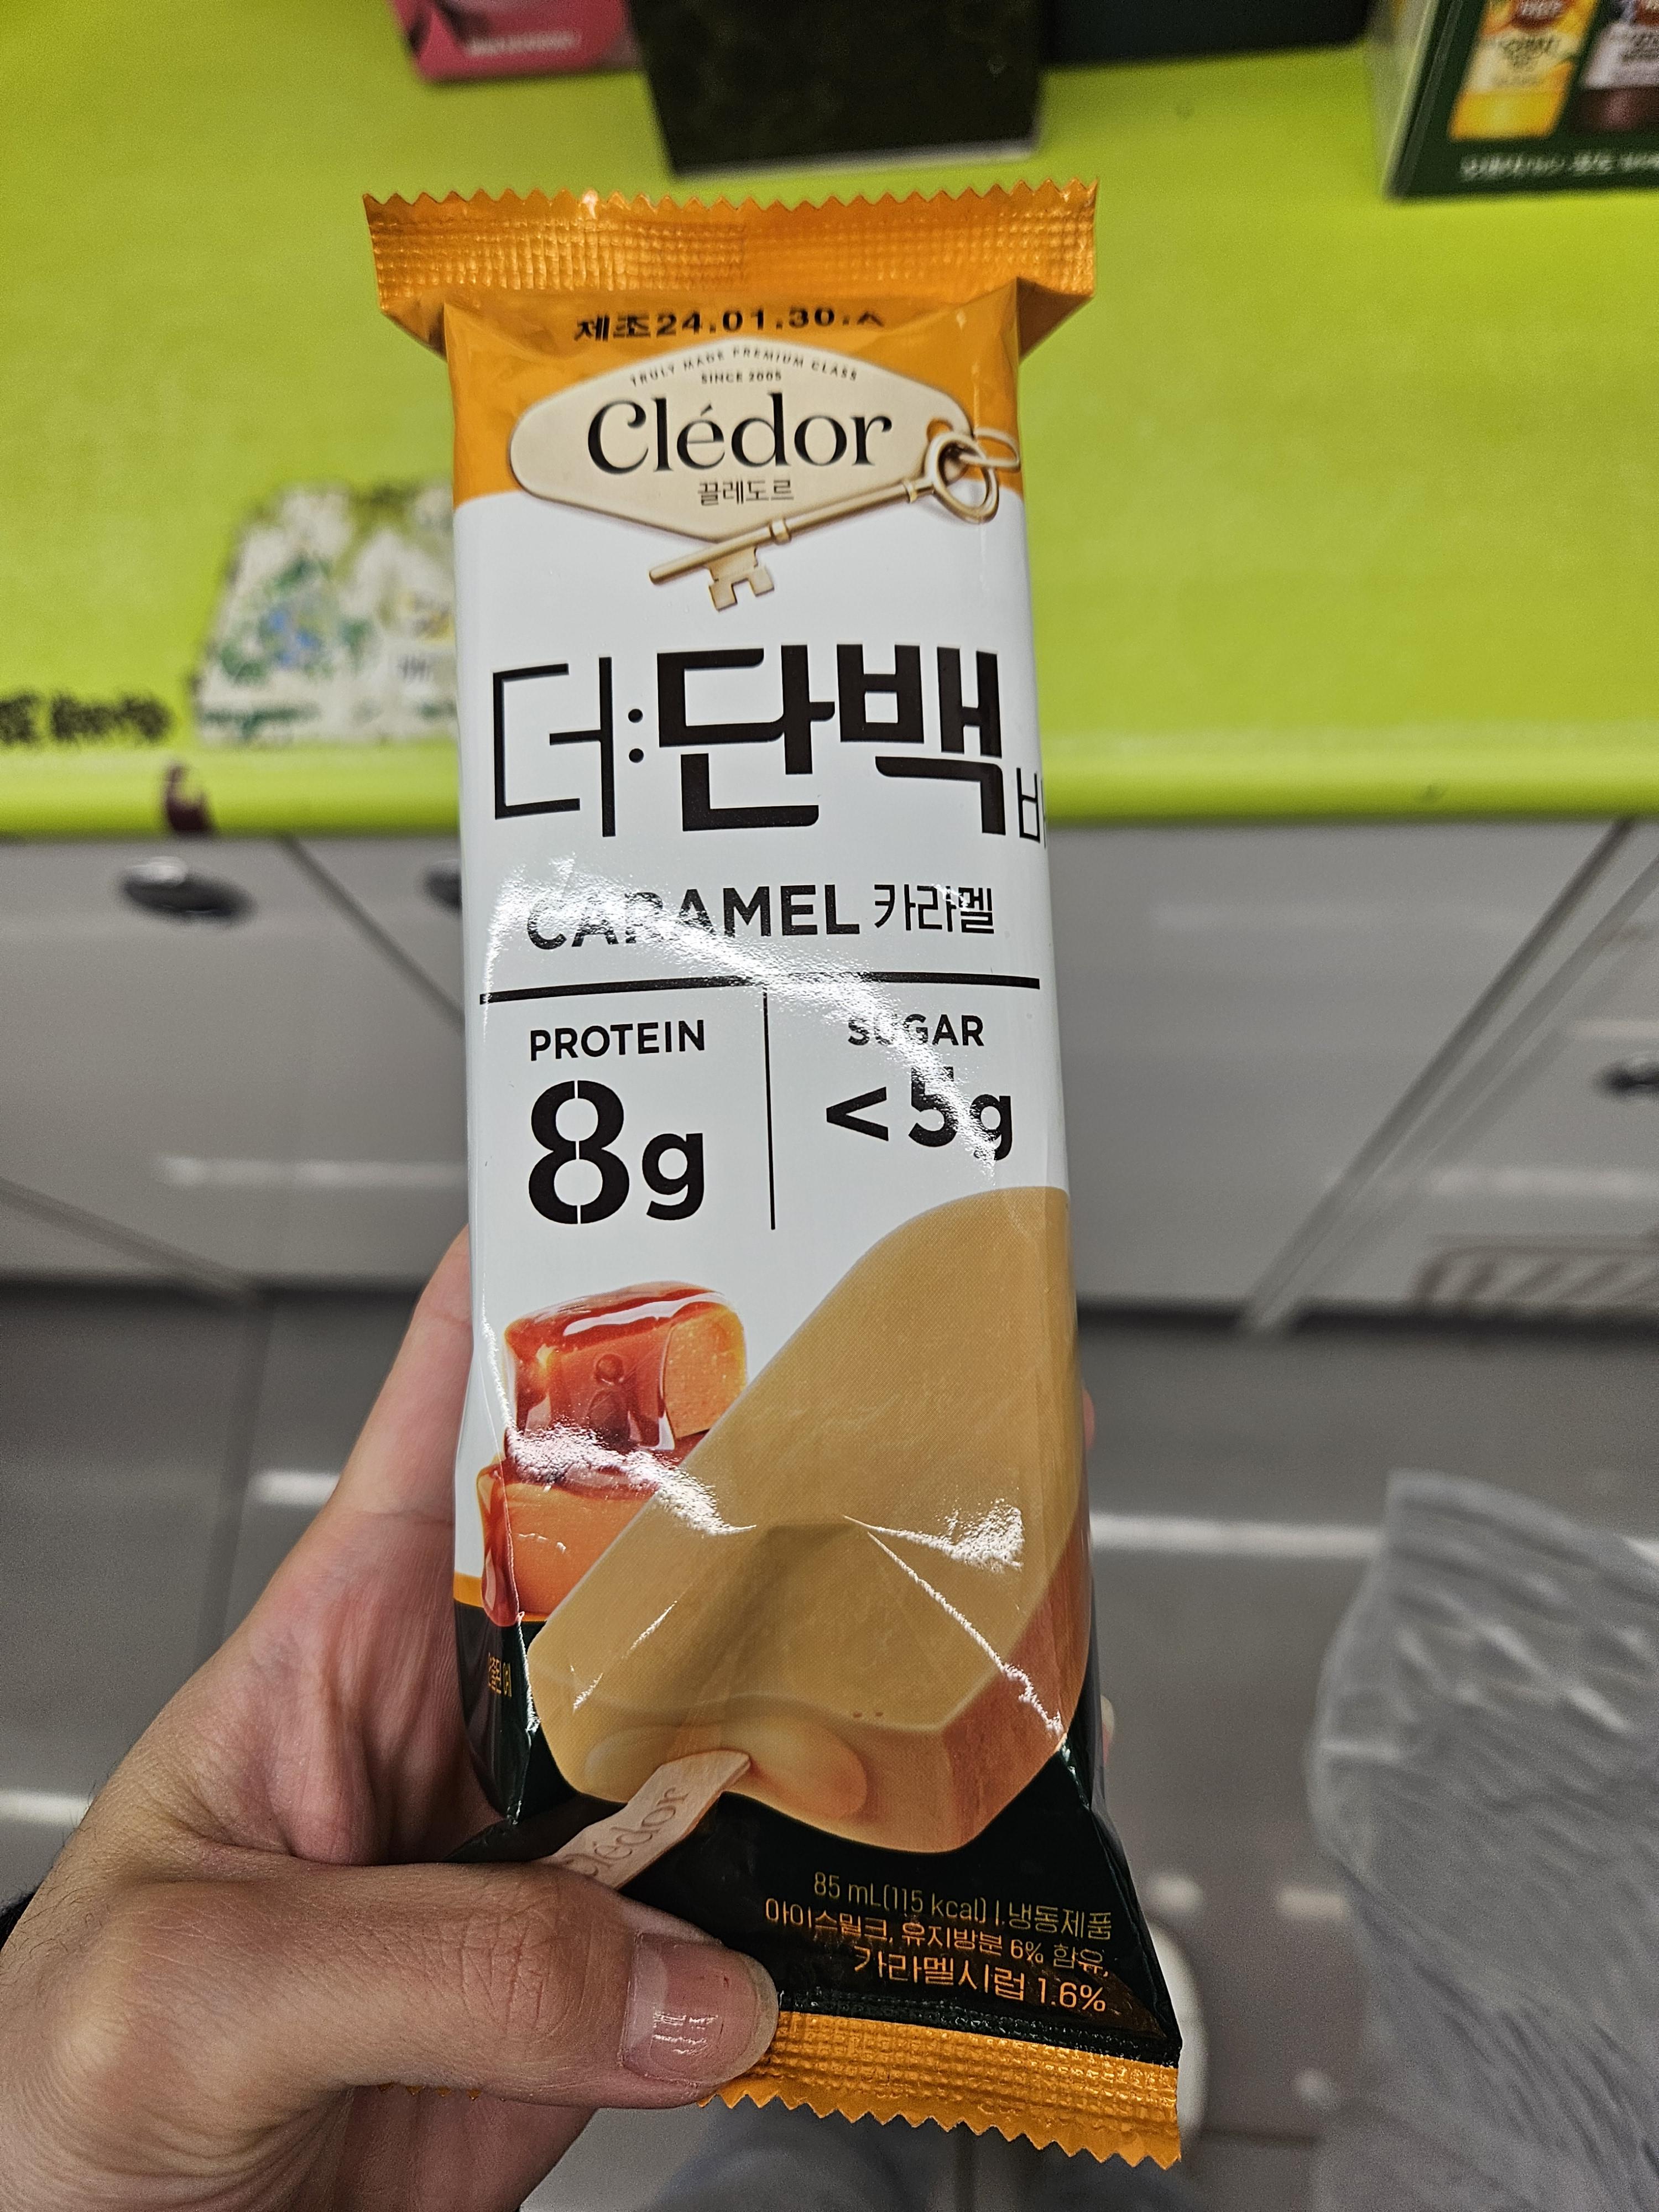 제조24.01.30.A
TRULY MADE PREMIUM CLASS
SINCE 2005
Clédor
끌레도르
더:단백
CARAMEL 카라멜
PROTEIN
8g
SUGAR
<5g
Clédor
85 mL(115 kcal) | 냉동제품
아이스밀크, 유지방분 6% 함유,
카라멜시럽 1.6%